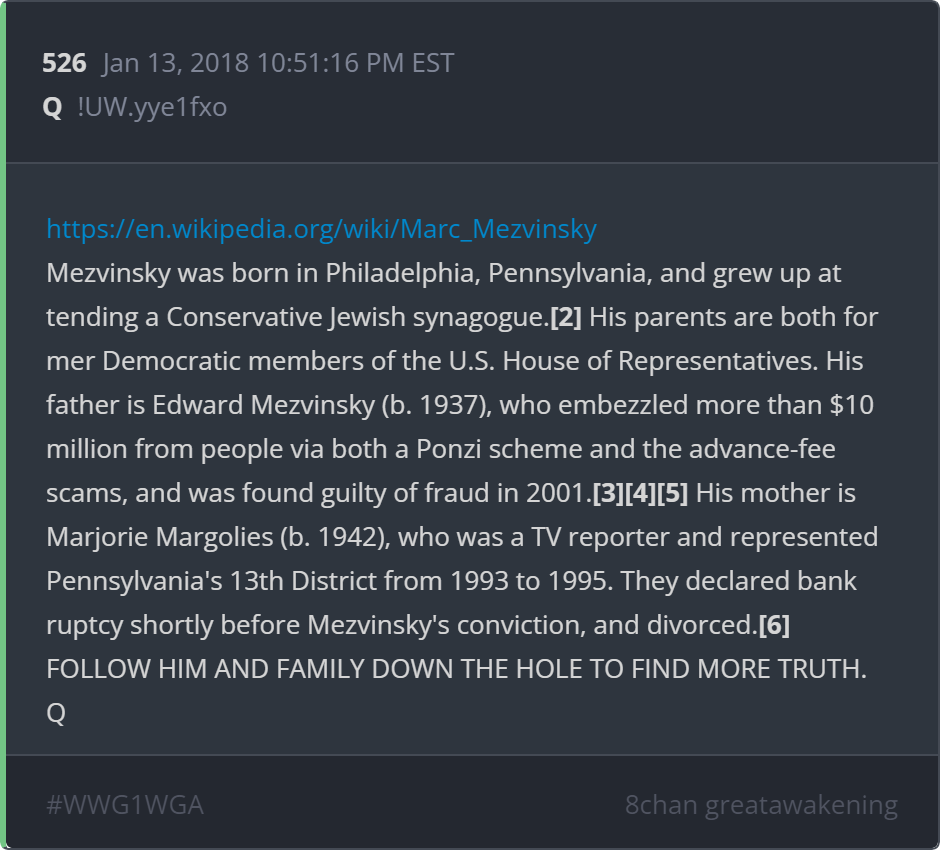 526 Jan 13, 2018 10:51:16 PM EST
Q !UW.yye1fxo
https://en.wikipedia.org/wiki/Marc_Mezvinsky
Mezvinsky was born in Philadelphia, Pennsylvania, and grew up at
tending a Conservative Jewish synagogue.[2] His parents are both for
mer Democratic members of the U.S. House of Representatives. His
father is Edward Mezvinsky (b. 1937), who embezzled more than $10
million from people via both a Ponzi scheme and the advance-fee
scams, and was found guilty of fraud in 2001.[3][4][5] His mother is
Marjorie Margolies (b. 1942), who was a TV reporter and represented
Pennsylvania's 13th District from 1993 to 1995. They declared bank
ruptcy shortly before Mezvinsky's conviction, and divorced.[6]
FOLLOW HIM AND FAMILY DOWN THE HOLE TO FIND MORE TRUTH.
Q
#WWG1WGA 8chan greatawakening